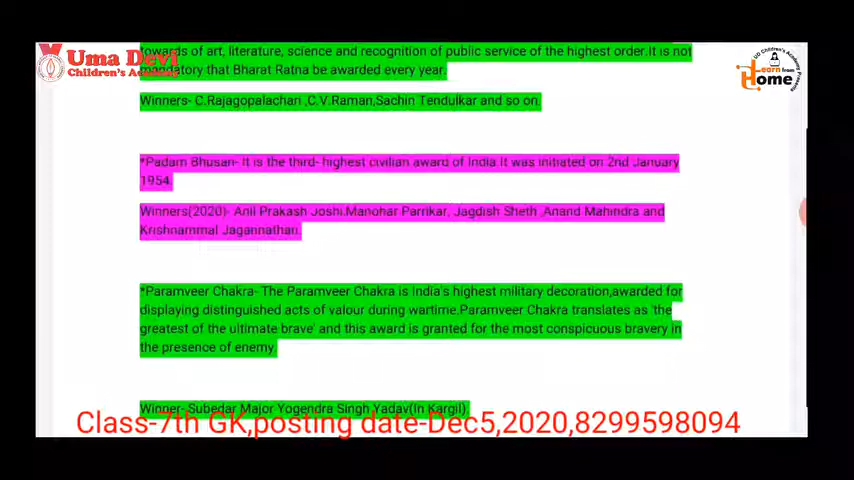 Uma Devi
Children's Academy
UD Children's Academy Presents
Learn from
Home
towards of art, literature, science and recognition of public service of the highest order.It is not
mandatory that Bharat Ratna be awarded every year.
Winners- C.Rajagopalachari ,C.V.Raman,Sachin Tendulkar and so on.
*Padam Bhusan- It is the third- highest civilian award of India.It was initiated on 2nd January
1954.
Winners(2020)- Anil Prakash Joshi.Manohar Parrikar, Jagdish Sheth ,Anand Mahindra and
Krishnammal Jagannathan.
*Paramveer Chakra- The Paramveer Chakra is India's highest military decoration,awarded for
displaying distinguished acts of valour during wartime.Paramveer Chakra translates as 'the
greatest of the ultimate brave' and this award is granted for the most conspicuous bravery in
the presence of enemy.
Winner- Subedar Major Yogendra Singh Yadav(In Kargil)
Class-7th GK,posting date-Dec5,2020,8299598094